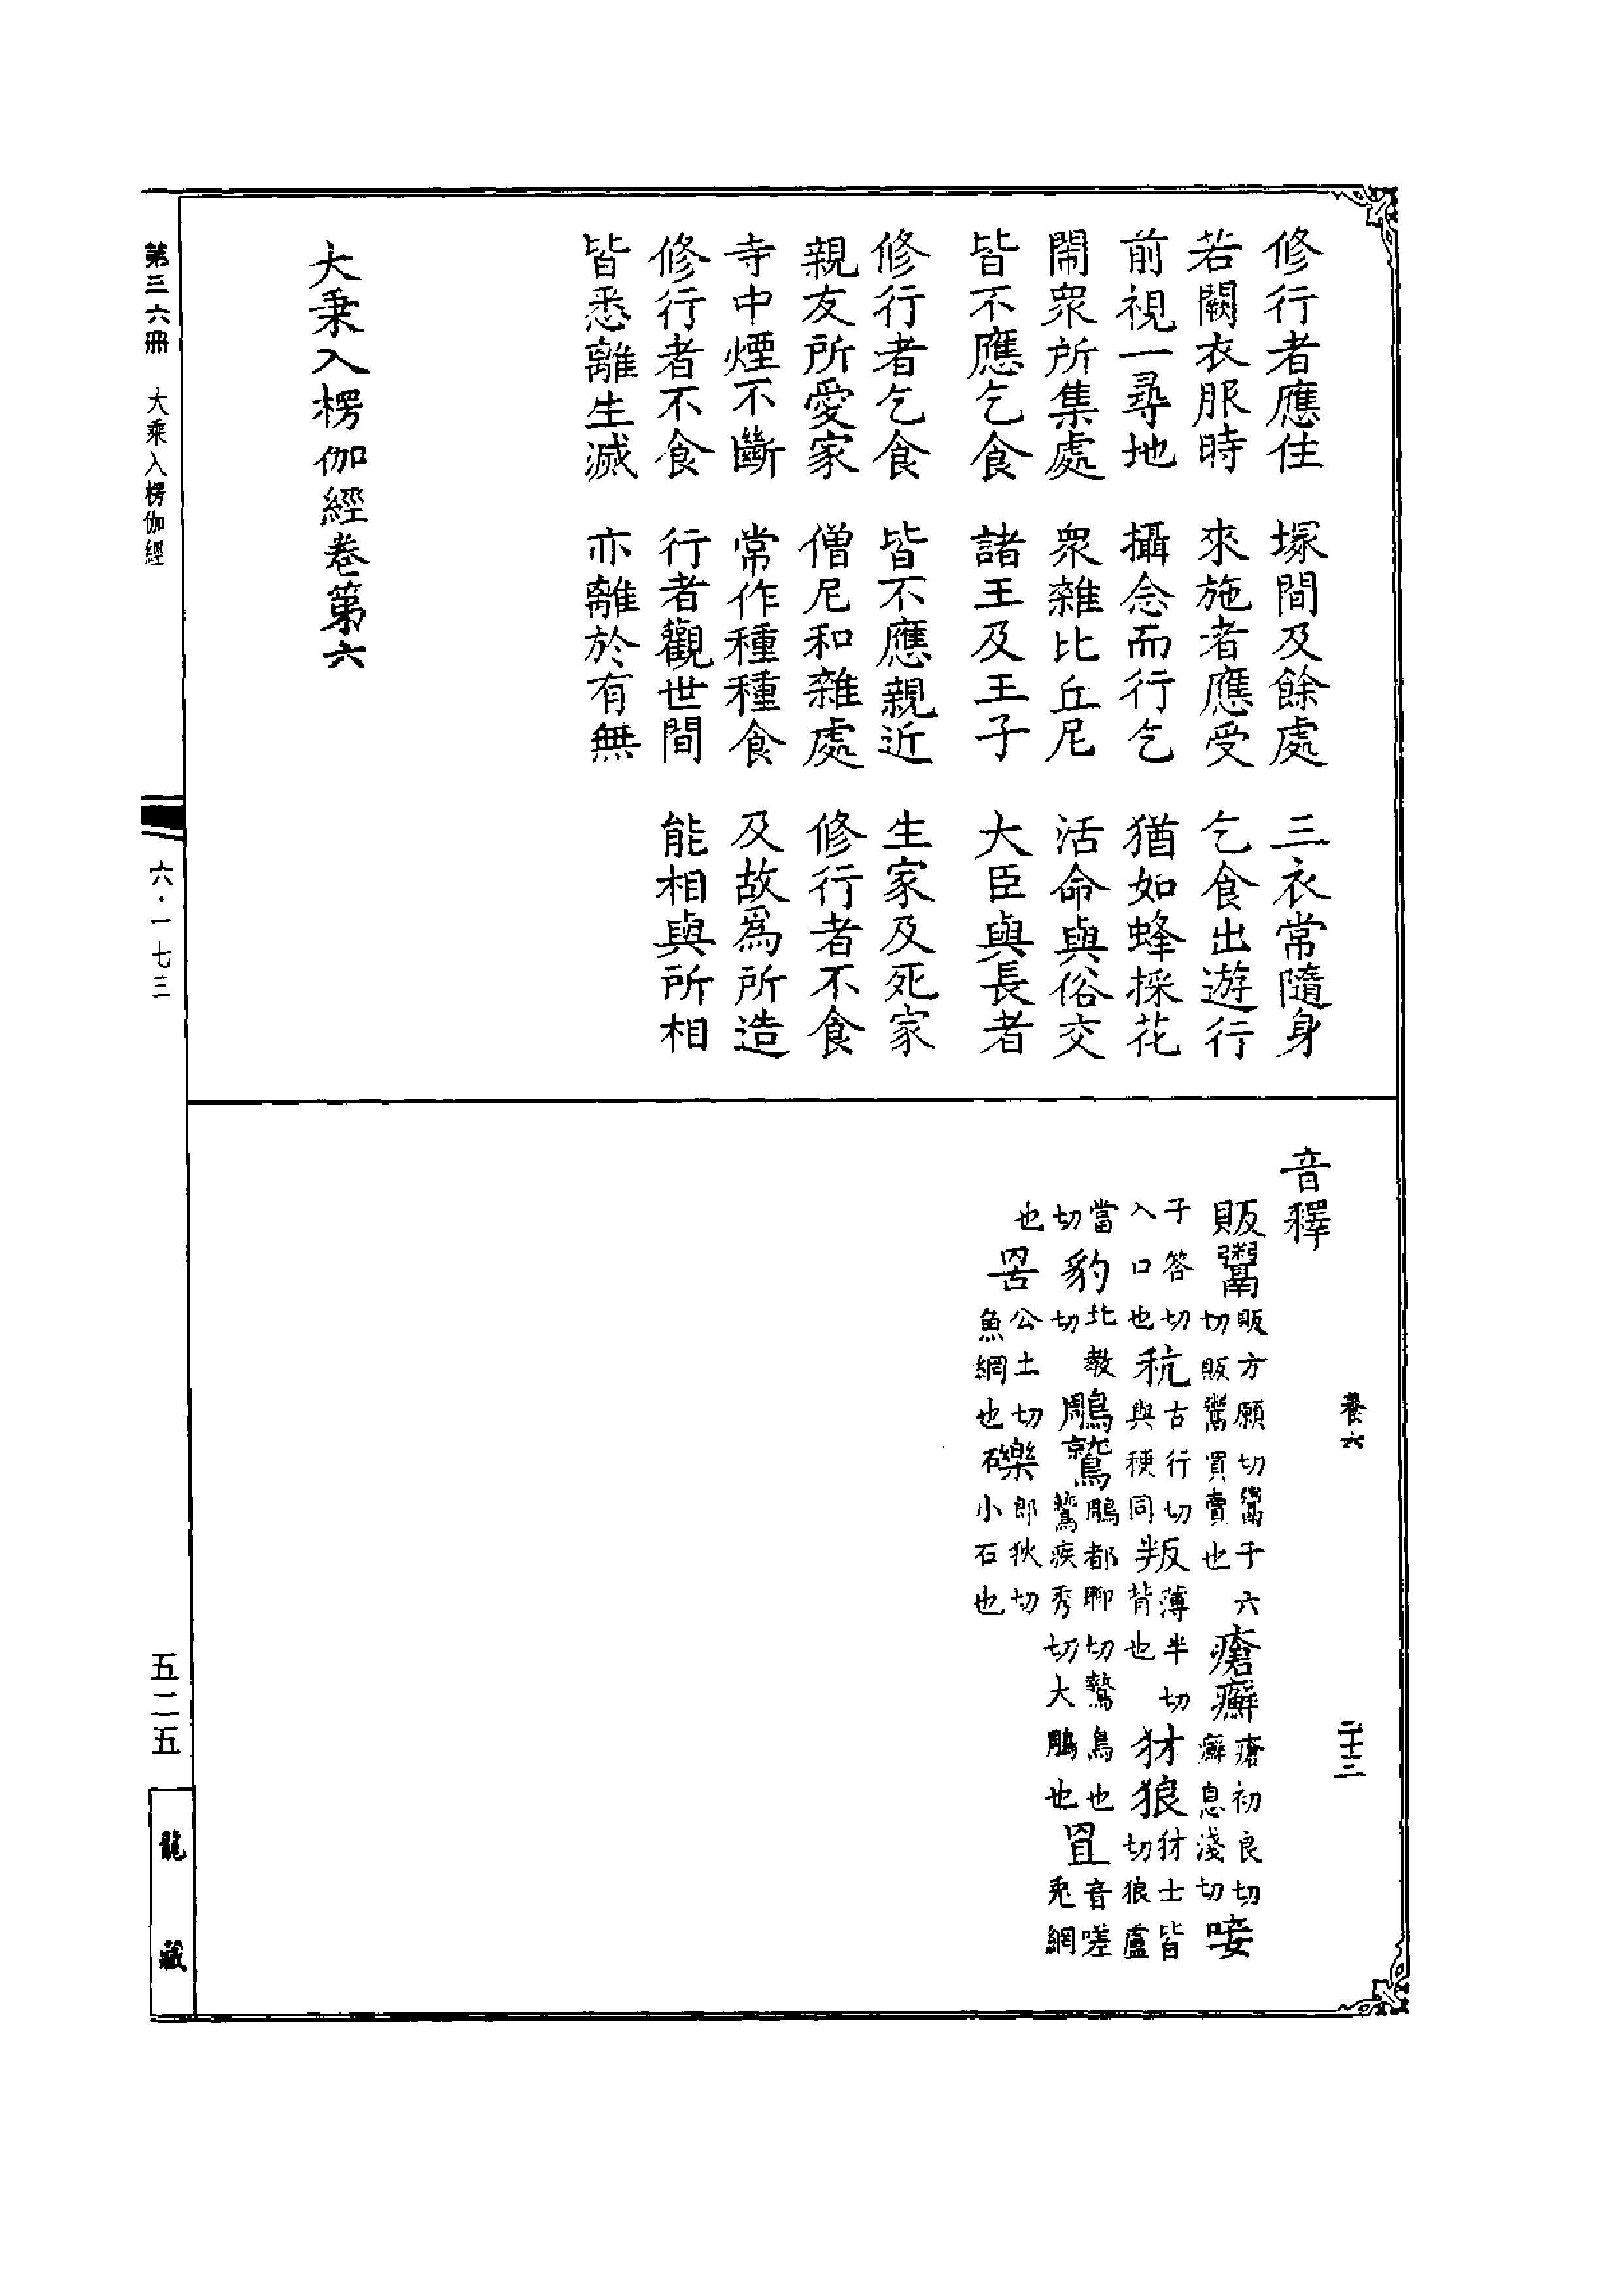 修行者應住　塚間及餘處　三衣常隨身
若闕衣服時　來施者應受　乞食出遊行
前視一尋地　攝念而行乞　猶如蜂採花
鬧衆所集處　衆雜比丘尼　活命與俗交
皆不應乞食　諸王及王子　大臣與長者
修行者乞食　皆不應親近　生家及死家
親友所愛家　僧尼和雜處　修行者不食
寺中煙不斷　常作種種食　及故爲所造
修行者不食　行者觀世間　能相與所相
皆悉離生滅　亦離於有無
大乘入楞伽經卷第六
卷六
二十三
音釋
販鬻販方願切鬻于六切販鬻買賣也瘡癬瘡初良切癬息淺切唼
子答切入口也秔古行切與稉同叛薄半切背也犲狼犲士皆切狼盧
當切豹北教切鵰鷲鵰都聊切鷙鳥也鷲疾秀切大鵰也罝音嗟兎網
也罟公土切魚網也礫郎狄切小石也
第三六冊　大乘入楞伽經
六・一七三
五二五
龍藏